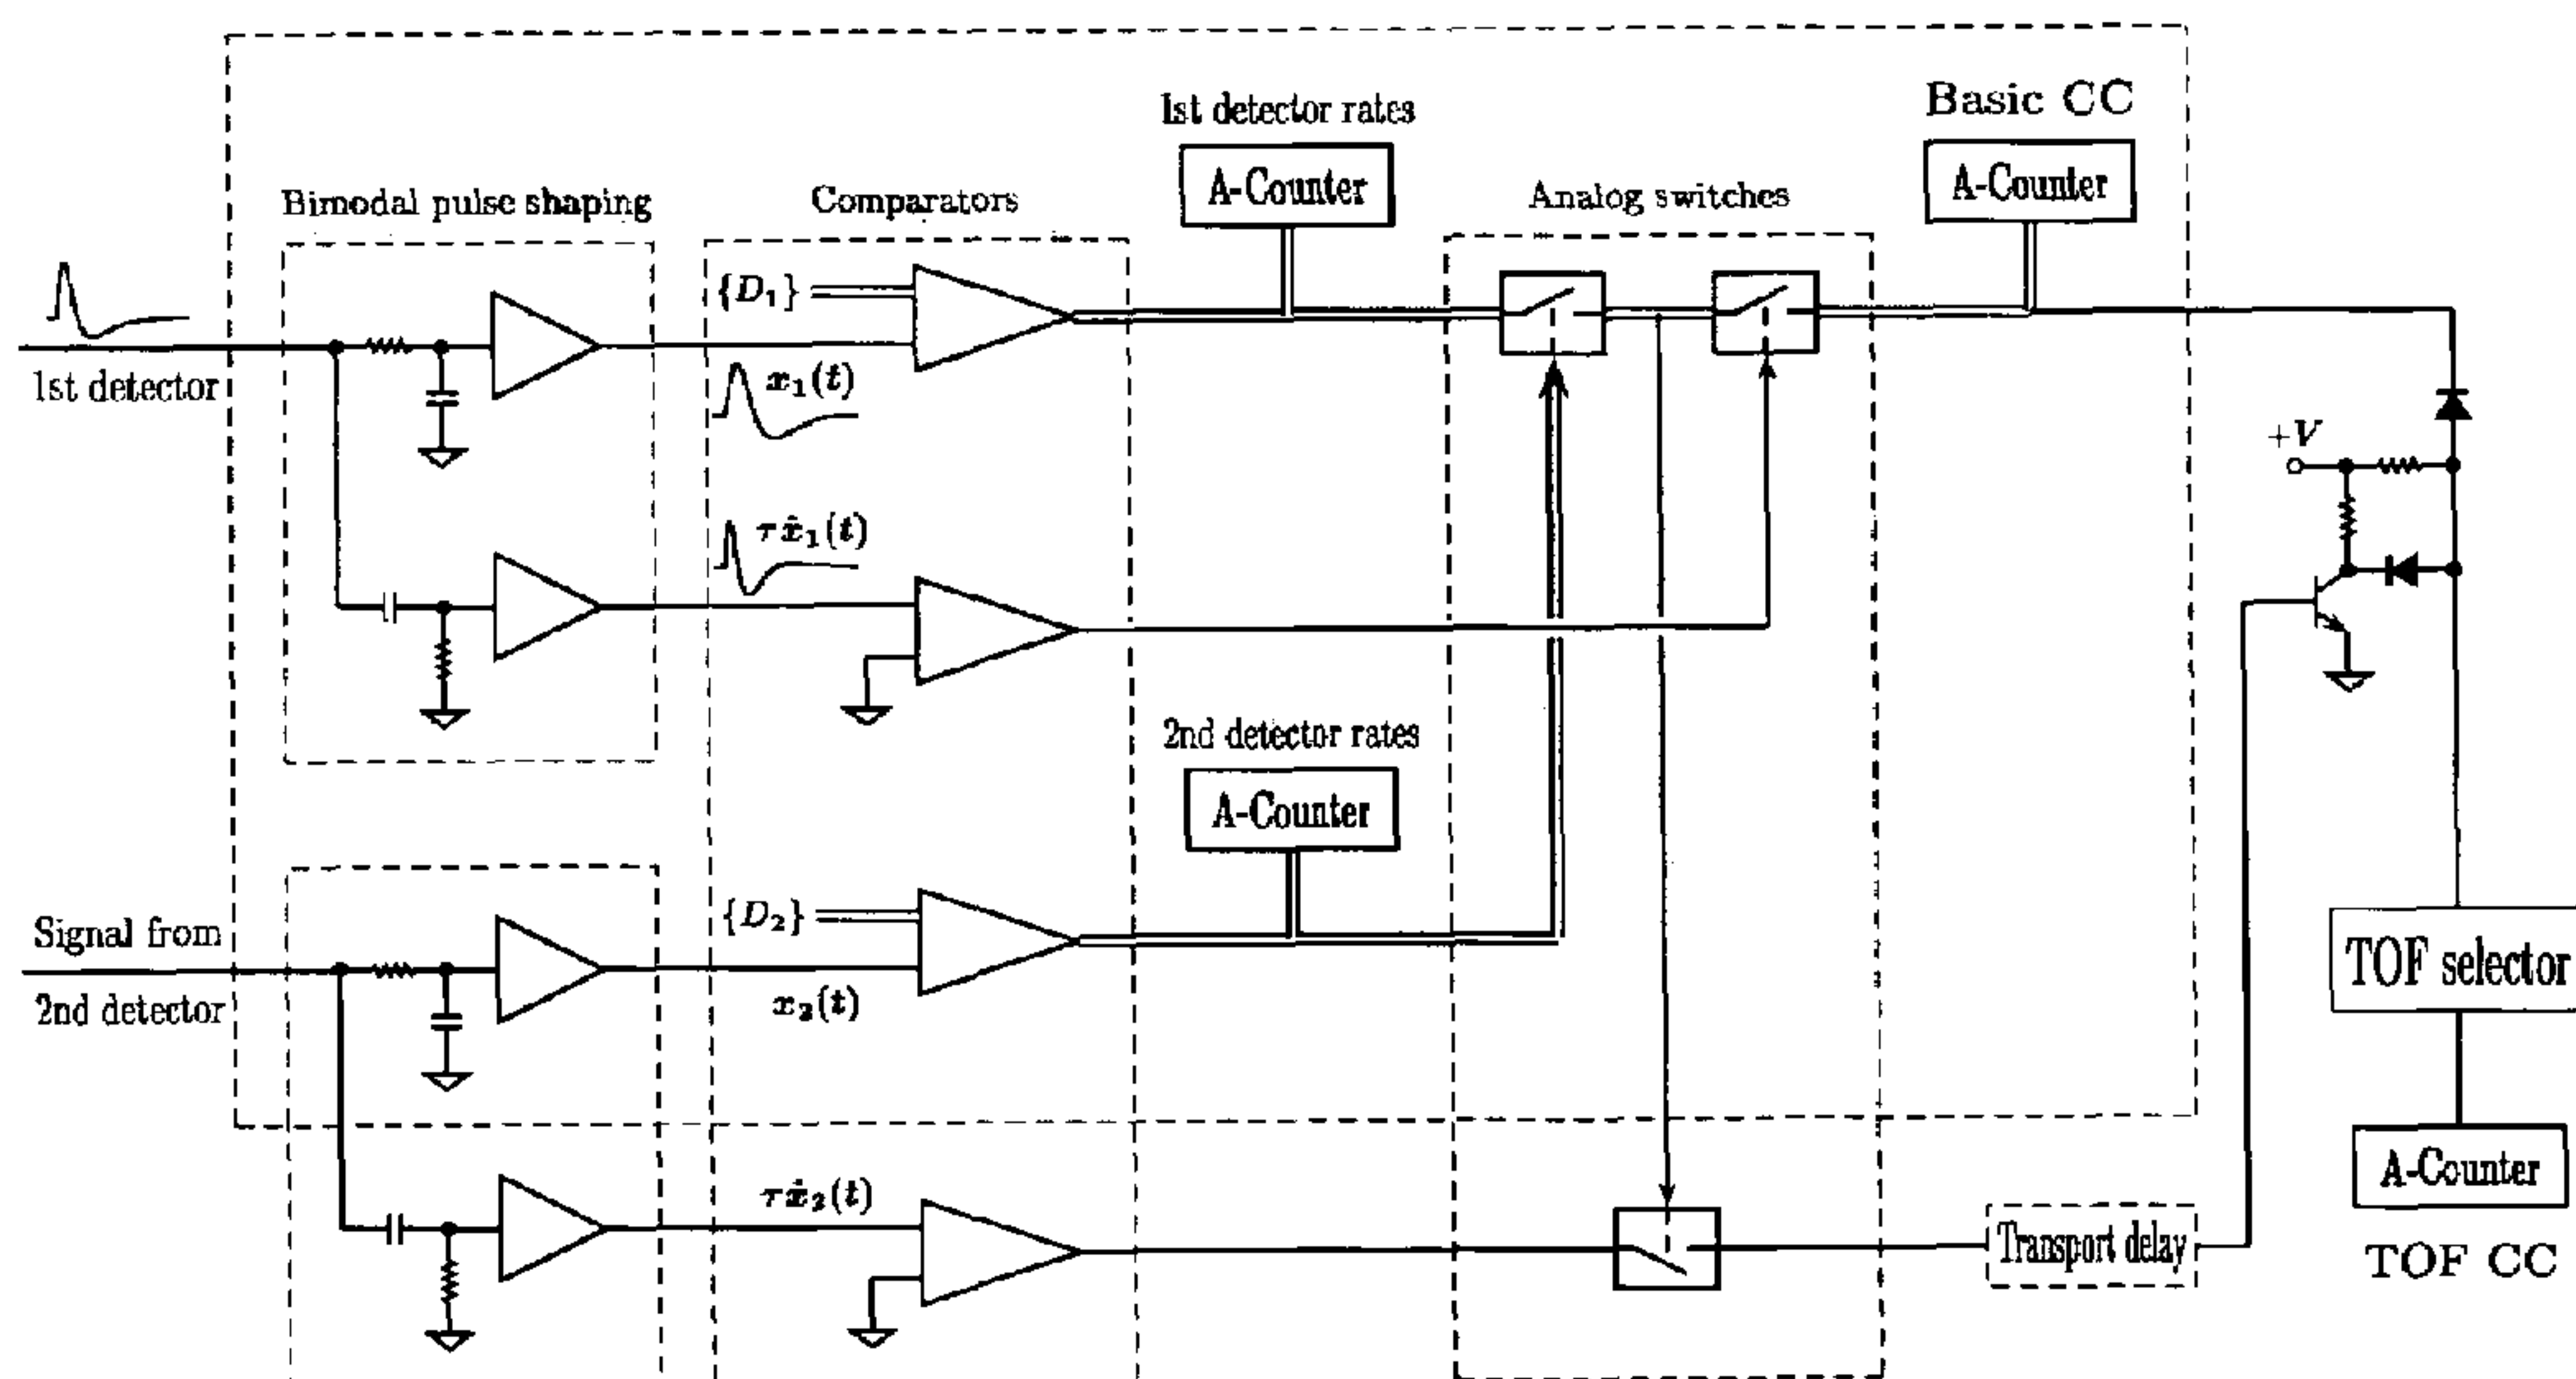 Basic CC
1st detector rates
A-Counter
A-Counter
Bimodal pulse shaping
Comparators
Analog switches
{D₁}
1st detector
x₁(t)
+V
τẋ₁(t)
2nd detector rates
A-Counter
{D₂}
Signal from
2nd detector
x₂(t)
TOF selector
τẋ₂(t)
A-Counter
Transport delay
TOF CC